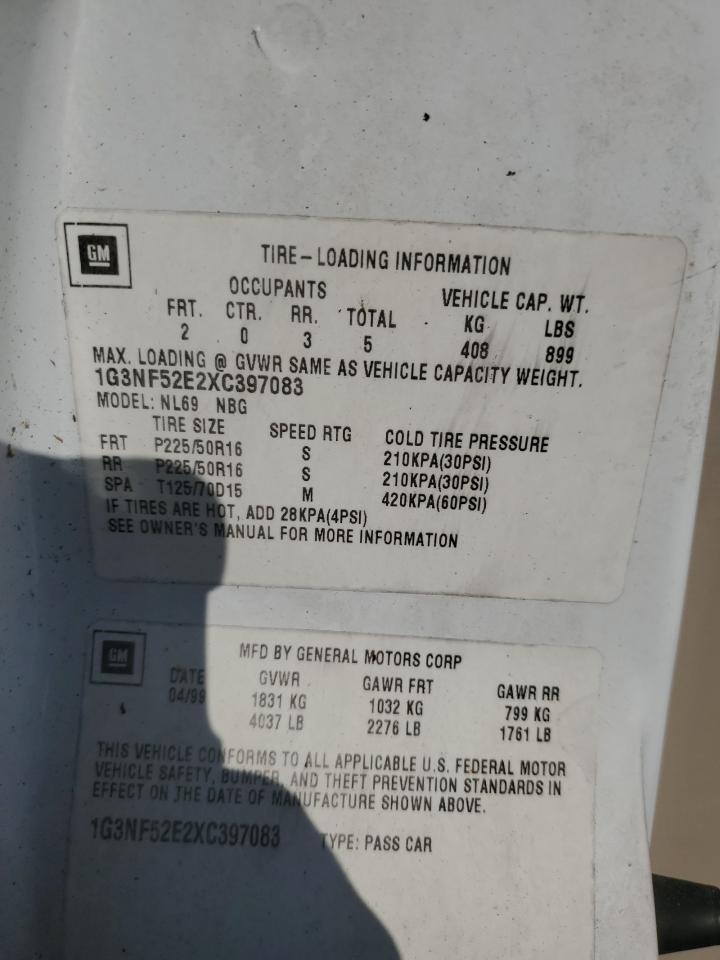 GM
TIRE-LOADING INFORMATION
OCCUPANTS VEHICLE CAP. WT.
FRT. CTR. RR. TOTAL KG LBS
2 0 3 5 408 899
MAX. LOADING @ GVWR SAME AS VEHICLE CAPACITY WEIGHT.
1G3NF52E2XC397083
MODEL: NL69 NBG
TIRE SIZE SPEED RTG COLD TIRE PRESSURE
FRT P225/50R16 S 210KPA(30PSI)
RR P225/50R16 S 210KPA(30PSI)
SPA T125/70D15 M 420KPA(60PSI)
IF TIRES ARE HOT, ADD 28KPA(4PSI)
SEE OWNER'S MANUAL FOR MORE INFORMATION
GM
MFD BY GENERAL MOTORS CORP
DATE GVWR GAWR FRT GAWR RR
04/99 1831 KG 1032 KG 799 KG
4037 LB 2276 LB 1761 LB
THIS VEHICLE CONFORMS TO ALL APPLICABLE U.S. FEDERAL MOTOR
VEHICLE SAFETY, BUMPER, AND THEFT PREVENTION STANDARDS IN
EFFECT ON THE DATE OF MANUFACTURE SHOWN ABOVE.
1G3NF52E2XC397083 TYPE: PASS CAR